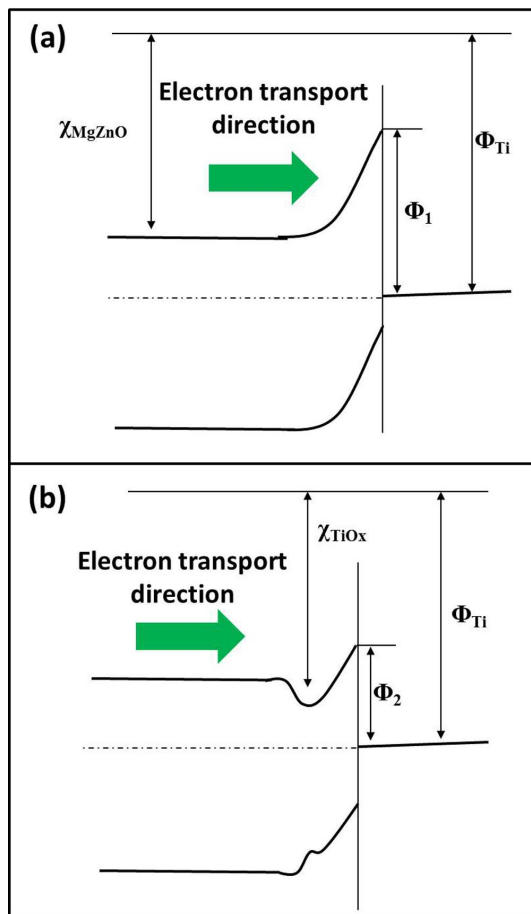 (a)
Electron transport
direction
χMgZnO
ΦTi
Φ1
(b)
χTiOx
Electron transport
direction
ΦTi
Φ2